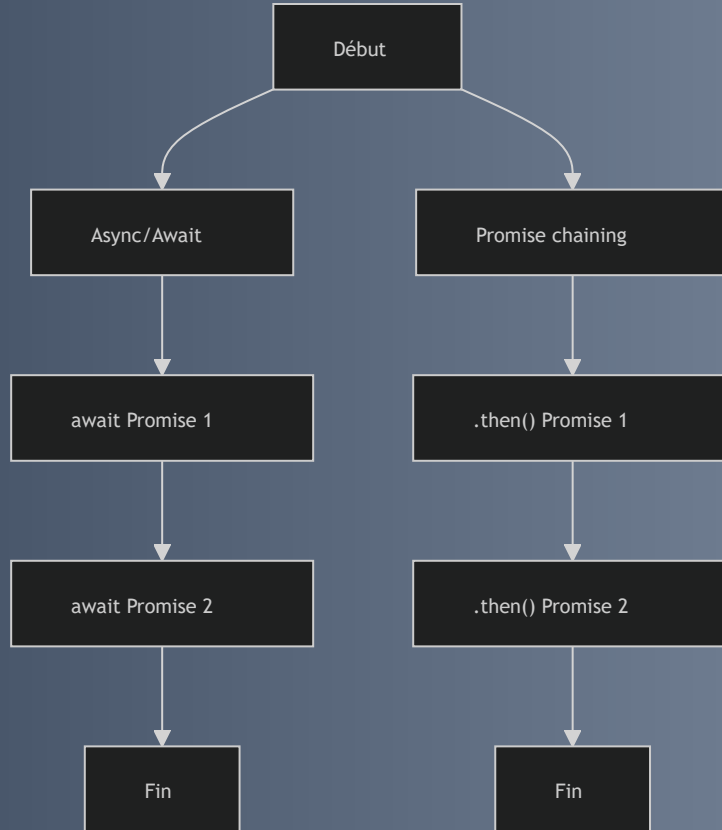 Début
Async/Await
Promise chaining
await Promise 1
.then() Promise 1
await Promise 2
.then() Promise 2
Fin
Fin